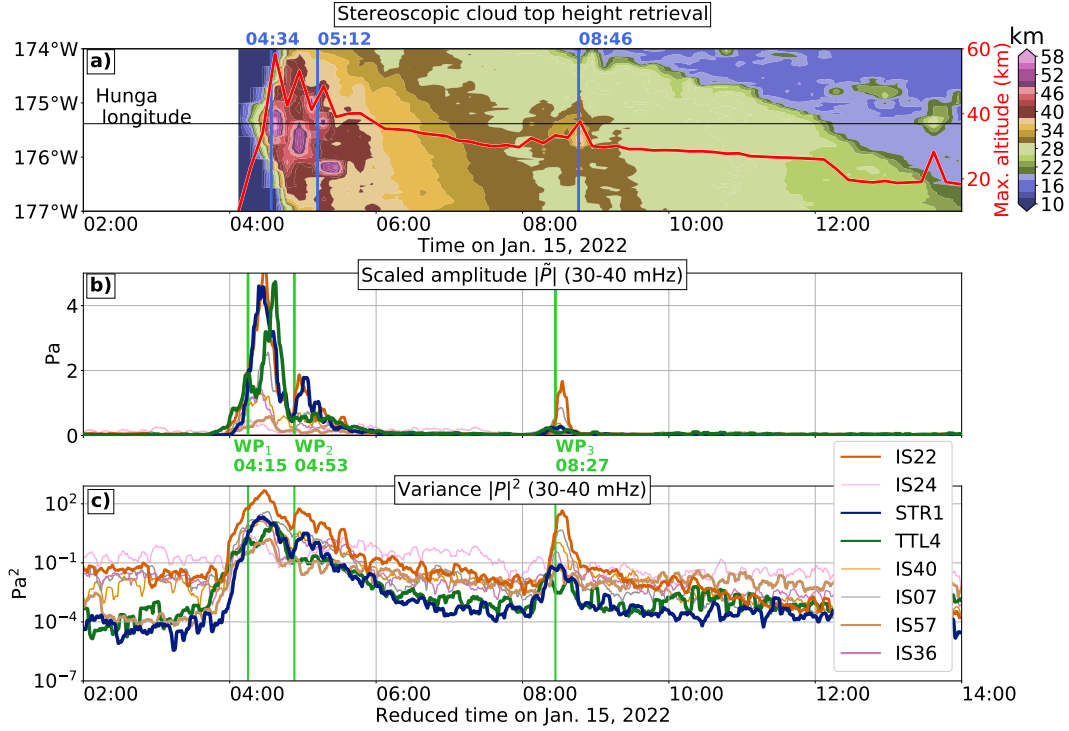 Stereoscopic cloud top height retrieval
04:34 05:12 08:46
a)
Hunga
longitude
174°W
175°W
176°W
177°W
02:00 04:00 06:00 08:00 10:00 12:00
Time on Jan. 15, 2022
60
40
20
Max. altitude (km)
km
58
52
46
40
34
28
22
16
10
Scaled amplitude |P̃| (30-40 mHz)
b)
4
2
0
Pa
WP₁ WP₂ WP₃
04:15 04:53 08:27
Variance |P|² (30-40 mHz)
c)
10²
10⁻¹
10⁻⁴
10⁻⁷
Pa²
IS22
IS24
STR1
TTL4
IS40
IS07
IS57
IS36
02:00 04:00 06:00 08:00 10:00 12:00 14:00
Reduced time on Jan. 15, 2022